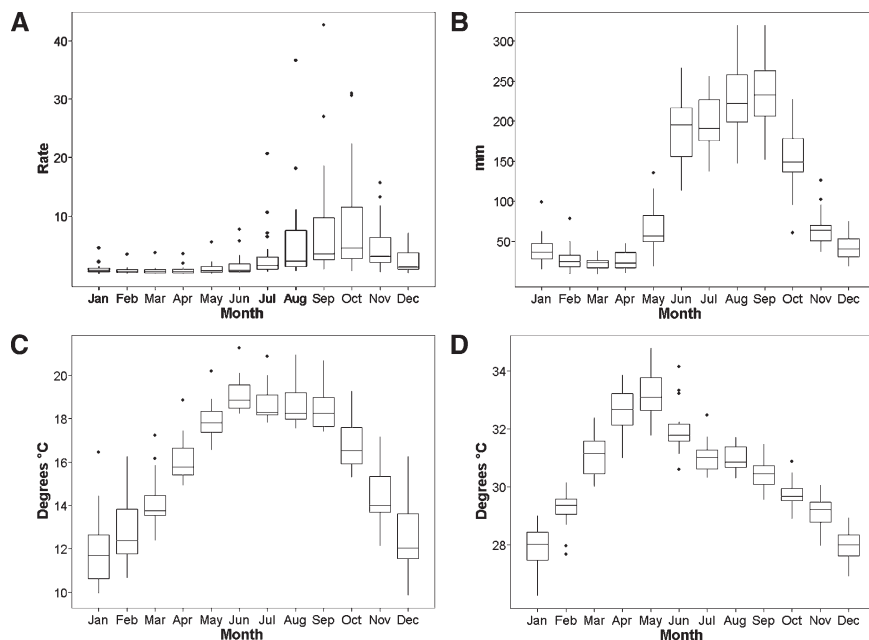 A
Rate
40
30
20
10
Jan Feb Mar Apr May Jun Jul Aug Sep Oct Nov Dec
Month
B
mm
300
250
200
150
100
50
Jan Feb Mar Apr May Jun Jul Aug Sep Oct Nov Dec
Month
C
Degrees °C
20
18
16
14
12
10
Jan Feb Mar Apr May Jun Jul Aug Sep Oct Nov Dec
Month
D
Degrees °C
34
32
30
28
Jan Feb Mar Apr May Jun Jul Aug Sep Oct Nov Dec
Month